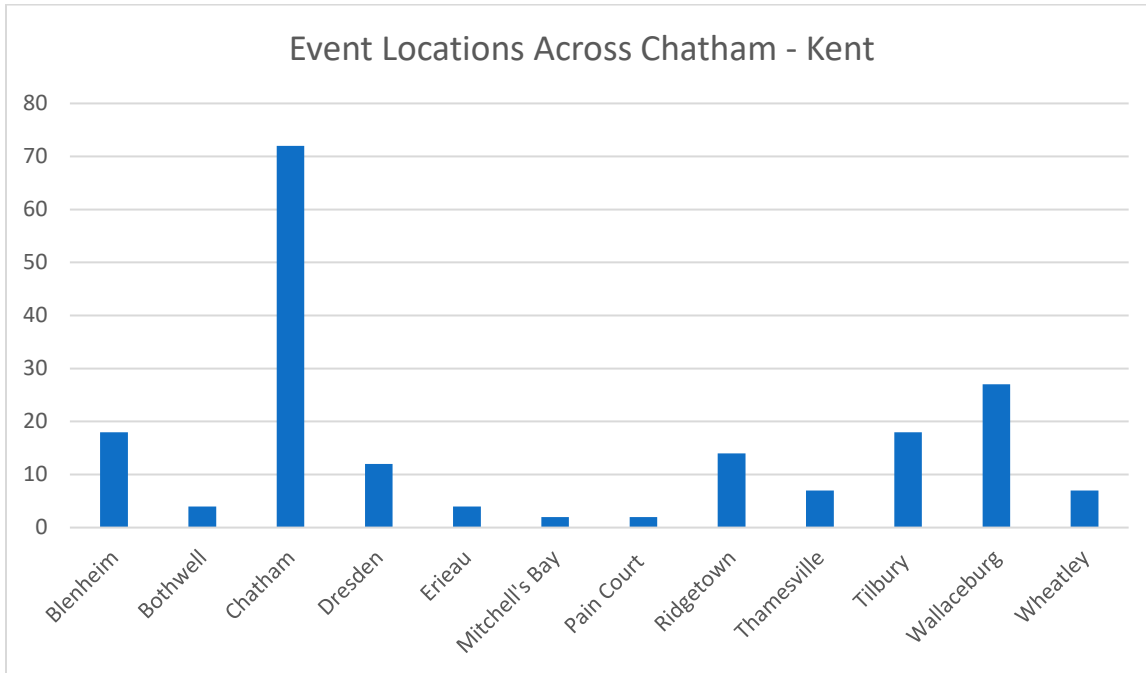 Event Locations Across Chatham - Kent
80
70
60
50
40
30
20
10
0
Blenheim
Bothwell
Chatham
Dresden
Erieau
Mitchell's Bay
Pain Court
Ridgetown
Thamesville
Tilbury
Wallaceburg
Wheatley